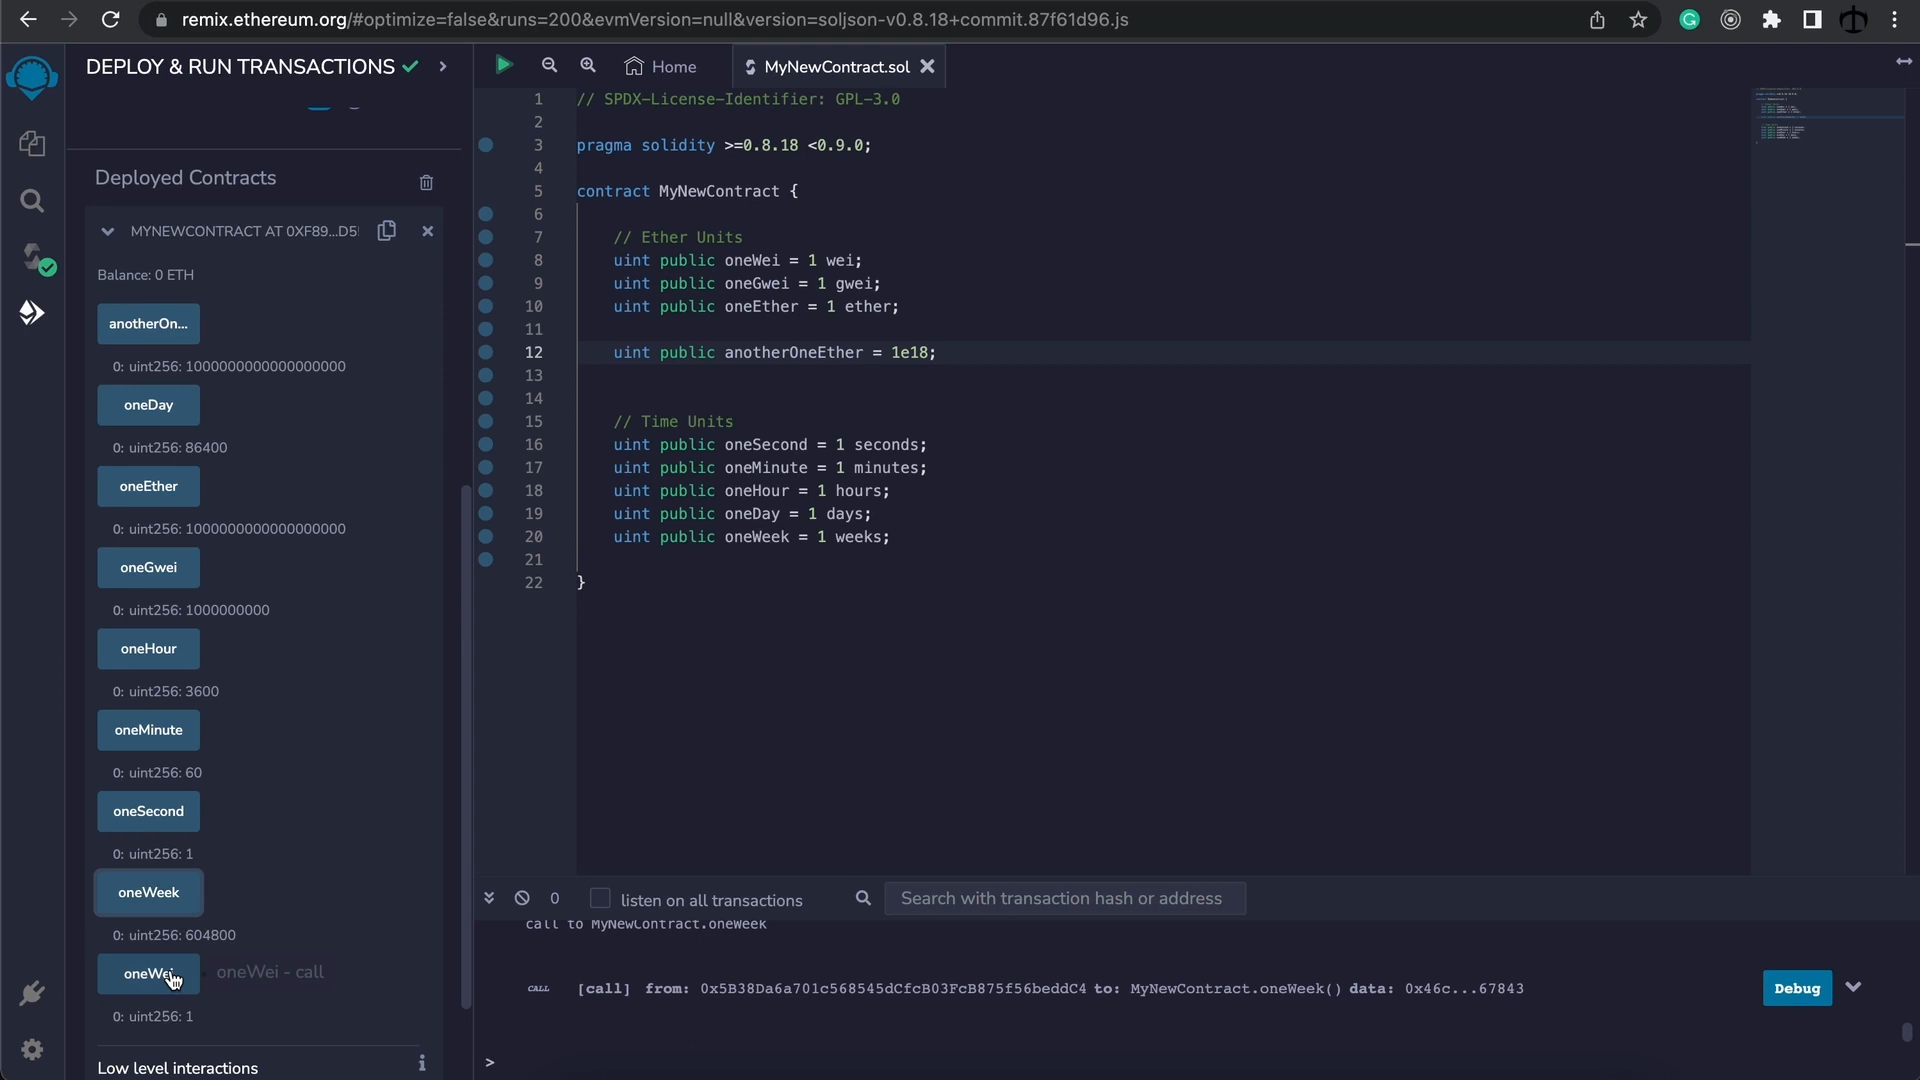 remix.ethereum.org/#optimize=false&runs=200&evmVersion=null&version=soljson-v0.8.18+commit.87f61d96.js
DEPLOY & RUN TRANSACTIONS
Deployed Contracts
MYNEWCONTRACT AT 0XF89...D5
Balance: 0 ETH
anotherOn...
0: uint256: 1000000000000000000
oneDay
0: uint256: 86400
oneEther
0: uint256: 1000000000000000000
oneGwei
0: uint256: 1000000000
oneHour
0: uint256: 3600
oneMinute
0: uint256: 60
oneSecond
0: uint256: 1
oneWeek
0: uint256: 604800
oneWei
oneWei - call
0: uint256: 1
Low level interactions
Home
MyNewContract.sol
1 // SPDX-License-Identifier: GPL-3.0
2
3 pragma solidity >=0.8.18 <0.9.0;
4
5 contract MyNewContract {
6
7 // Ether Units
8 uint public oneWei = 1 wei;
9 uint public oneGwei = 1 gwei;
10 uint public oneEther = 1 ether;
11
12 uint public anotherOneEther = 1e18;
13
14
15 // Time Units
16 uint public oneSecond = 1 seconds;
17 uint public oneMinute = 1 minutes;
18 uint public oneHour = 1 hours;
19 uint public oneDay = 1 days;
20 uint public oneWeek = 1 weeks;
21
22 }
0 listen on all transactions Search with transaction hash or address
call to MyNewContract.oneWeek
CALL [call] from: 0x5B38Da6a701c568545dCfcB03FcB875f56beddC4 to: MyNewContract.oneWeek() data: 0x46c...67843 Debug
>